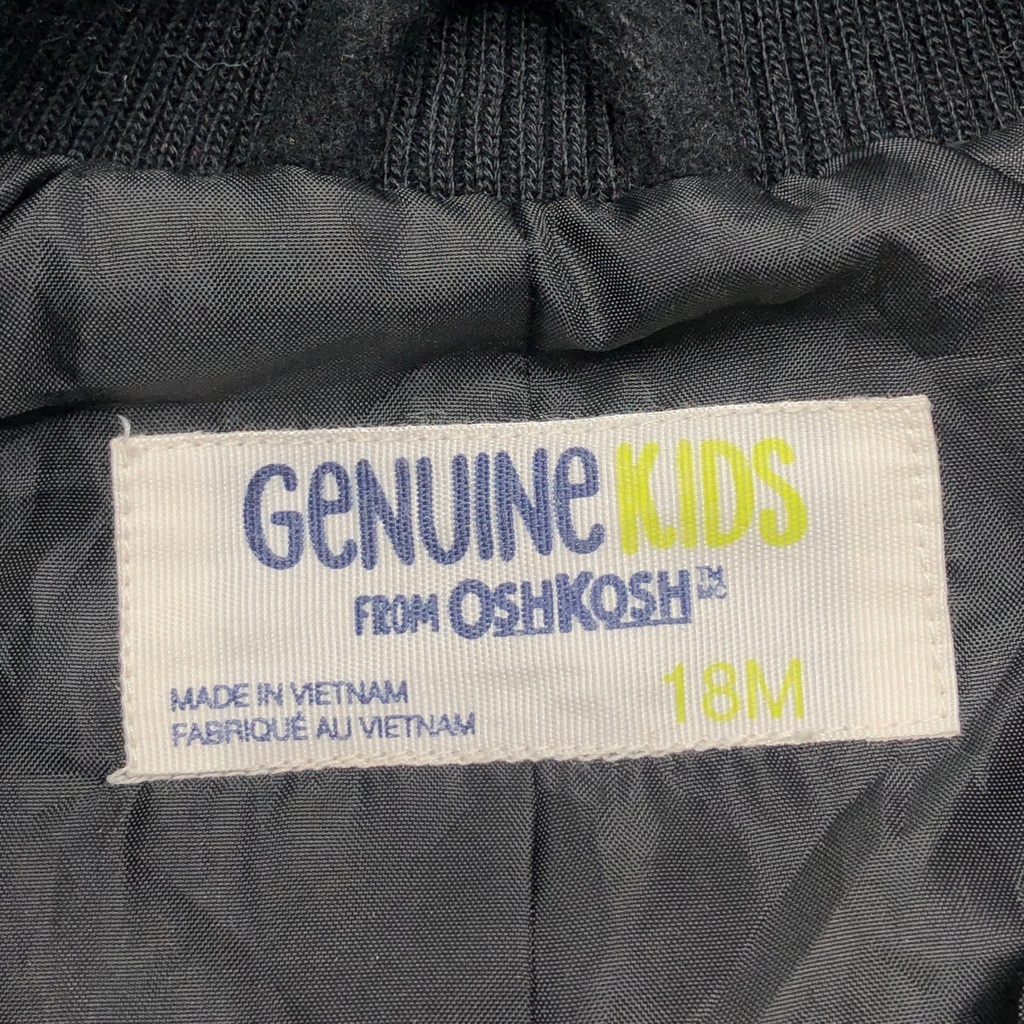 GeNUINe KIDS
FROM OSHKOSH TM MC
MADE IN VIETNAM
FABRIQUÉ AU VIETNAM
18M